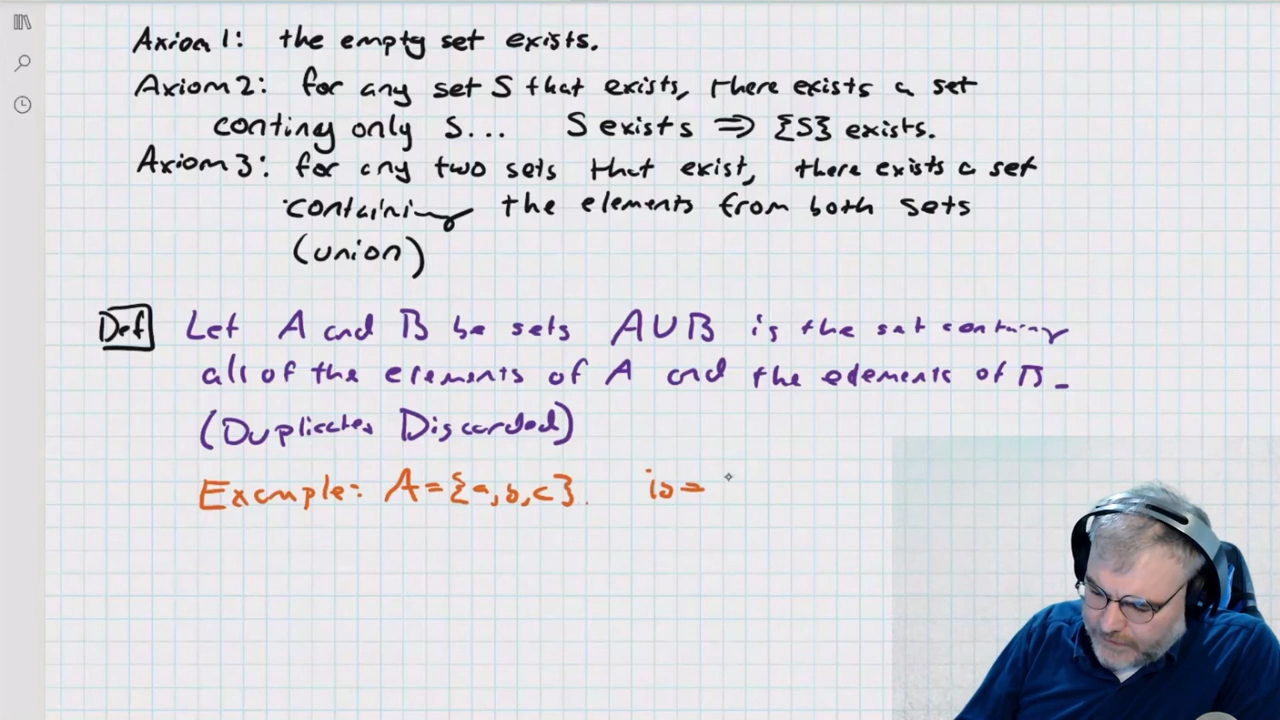 Axiom 1: the empty set exists.
Axiom 2: for any set S that exists, there exists a set
conting only S... S exists ⇒ {S} exists.
Axiom 3: for any two sets that exist, there exists a set
containing the elements from both sets
(union)
Def Let A and B be sets A∪B is the set containing
all of the elements of A and the elements of B.
(Duplicates Discarded)
Example: A={a,b,c}. B=